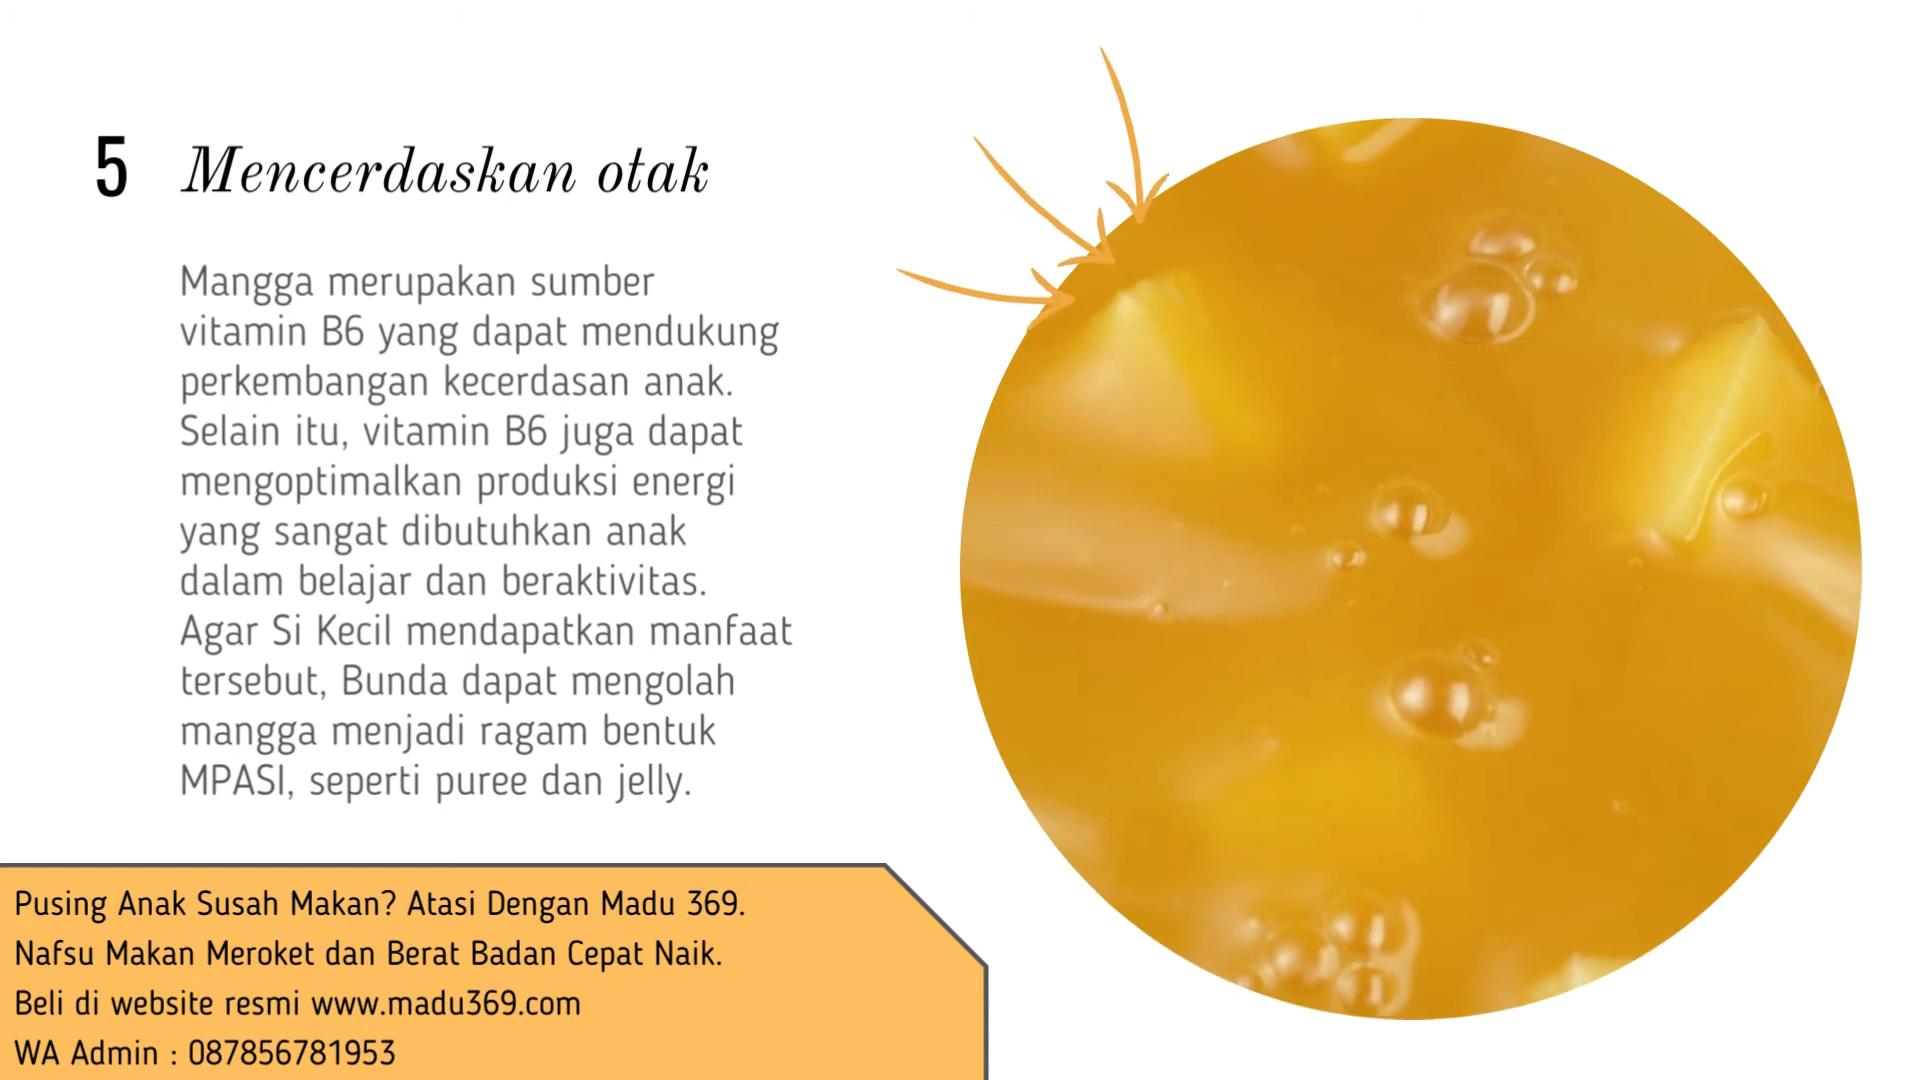 5 Mencerdaskan otak
Mangga merupakan sumber
vitamin B6 yang dapat mendukung
perkembangan kecerdasan anak.
Selain itu, vitamin B6 juga dapat
mengoptimalkan produksi energi
yang sangat dibutuhkan anak
dalam belajar dan beraktivitas.
Agar Si Kecil mendapatkan manfaat
tersebut, Bunda dapat mengolah
mangga menjadi ragam bentuk
MPASI, seperti puree dan jelly.
Pusing Anak Susah Makan? Atasi Dengan Madu 369.
Nafsu Makan Meroket dan Berat Badan Cepat Naik.
Beli di website resmi www.madu369.com
WA Admin : 087856781953